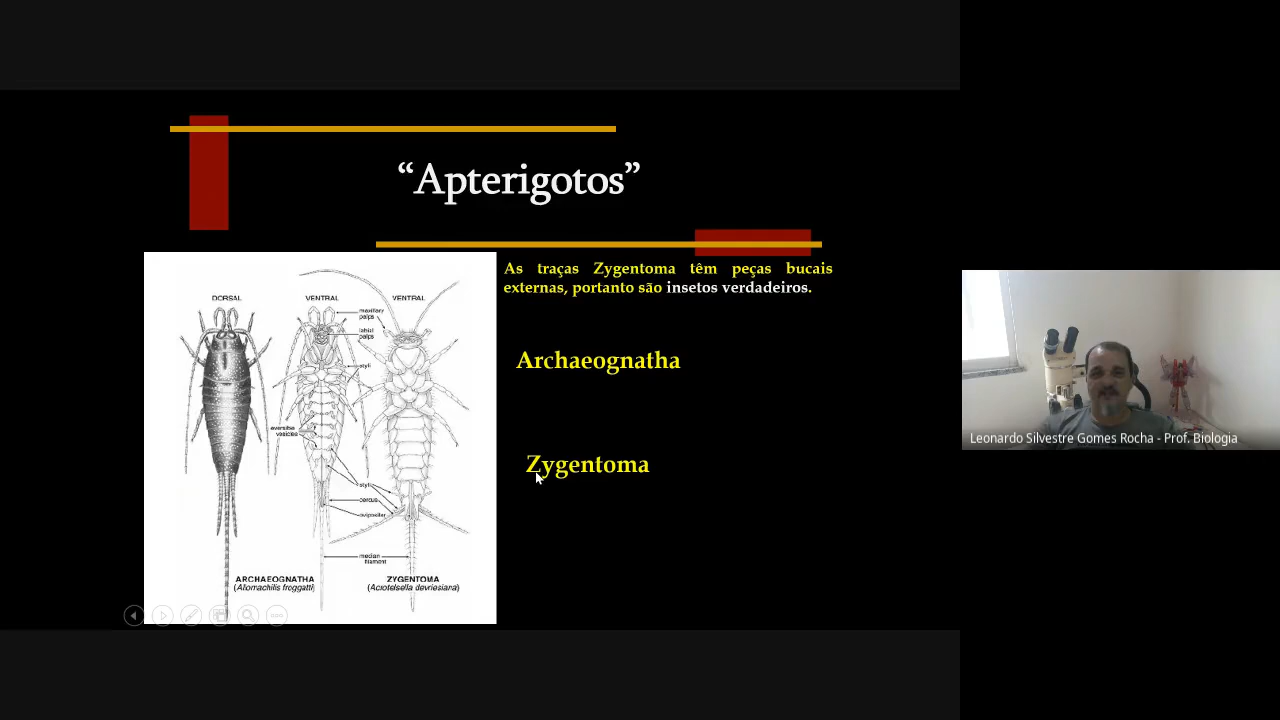 “Apterigotos”
As traças Zygentoma têm peças bucais
externas, portanto são insetos verdadeiros.
DORSAL
VENTRAL
VENTRAL
maxillary
palps
labial
palps
styli
eversible
vesicles
Archaeognatha
Zygentoma
styli
cercus
ovipositor
median
filament
ARCHAEOGNATHA
(Allomachilis froggatti)
ZYGENTOMA
(Acrotelsella devriesiana)
Leonardo Silvestre Gomes Rocha - Prof. Biologia